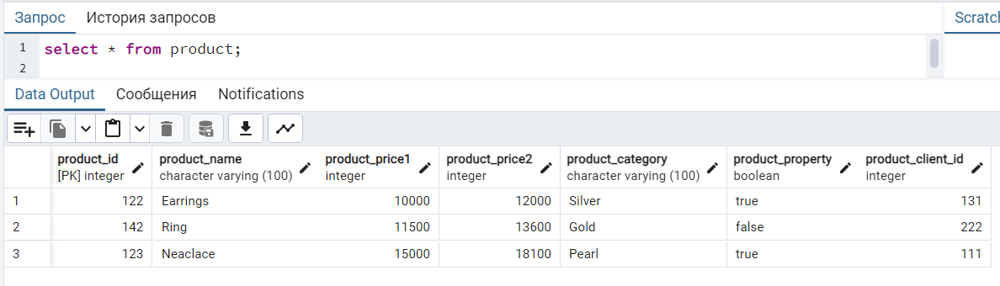 Запрос История запросов Scratch
1 select * from product;
2
Data Output Сообщения Notifications
product_id product_name product_price1 product_price2 product_category product_property product_client_id
[PK] integer character varying (100) integer integer character varying (100) boolean integer
1 122 Earrings 10000 12000 Silver true 131
2 142 Ring 11500 13600 Gold false 222
3 123 Neaclace 15000 18100 Pearl true 111